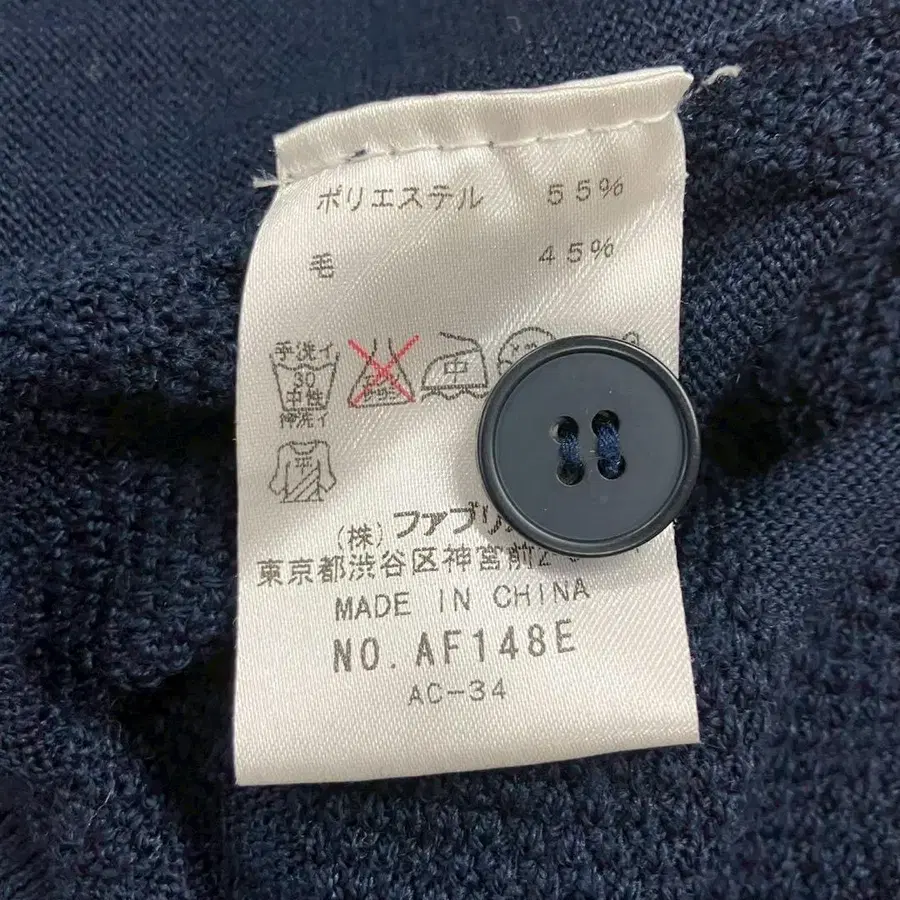 ポリエステル 55%
毛 45%
手洗イ
30
中性
押洗イ
中
平
(株) ファブリ
東京都渋谷区神宮前2
MADE IN CHINA
NO. AF148E
AC-34